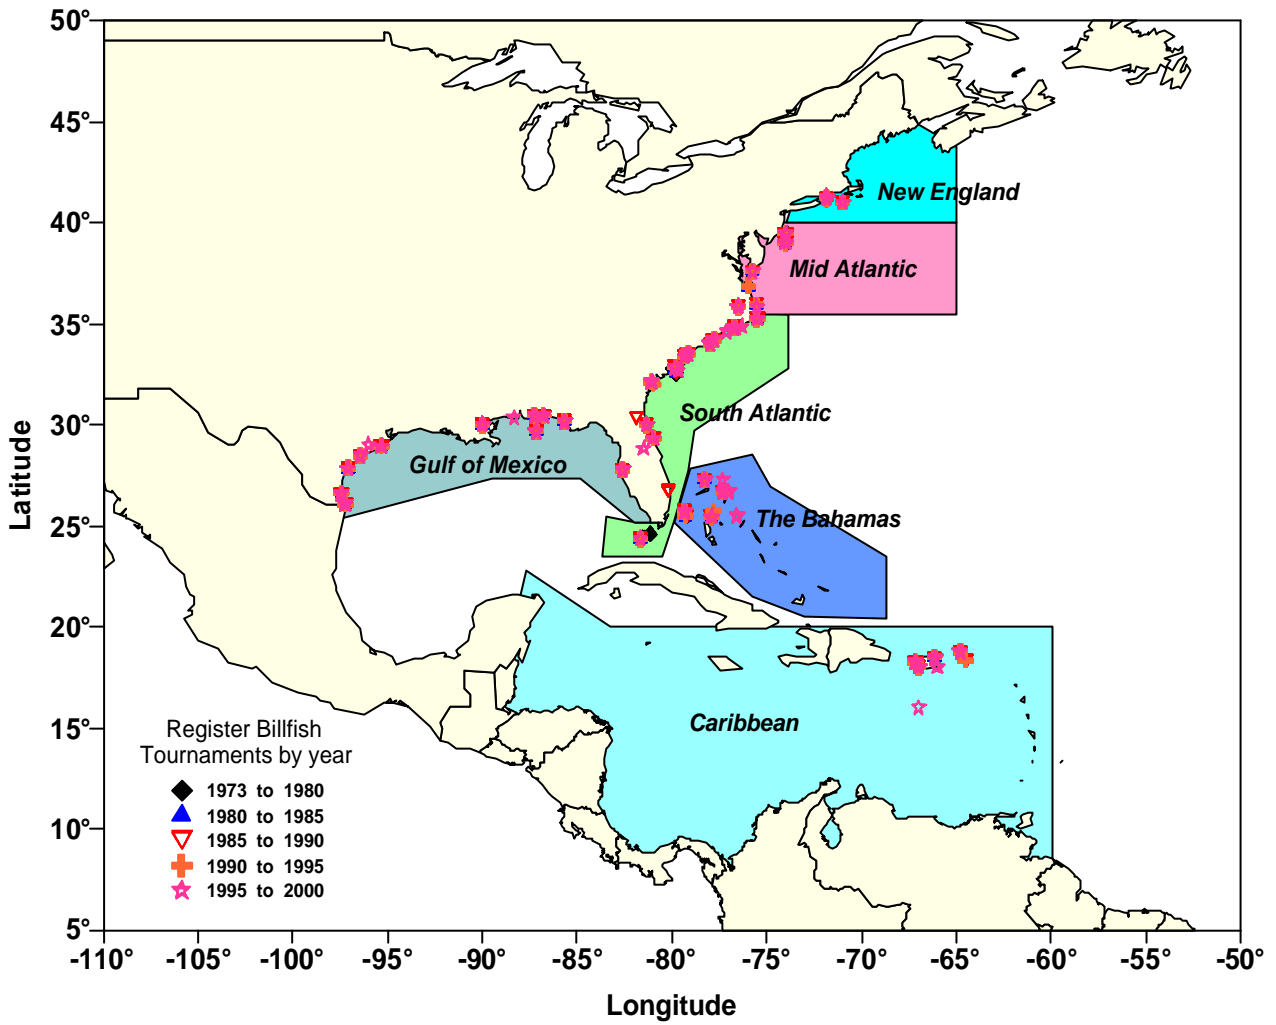 50°
45°
40°
35°
30°
25°
20°
15°
10°
5°
Latitude
New England
Mid Atlantic
South Atlantic
Gulf of Mexico
The Bahamas
Caribbean
Register Billfish
Tournaments by year
1973 to 1980
1980 to 1985
1985 to 1990
1990 to 1995
1995 to 2000
-110° -105° -100° -95° -90° -85° -80° -75° -70° -65° -60° -55° -50°
Longitude